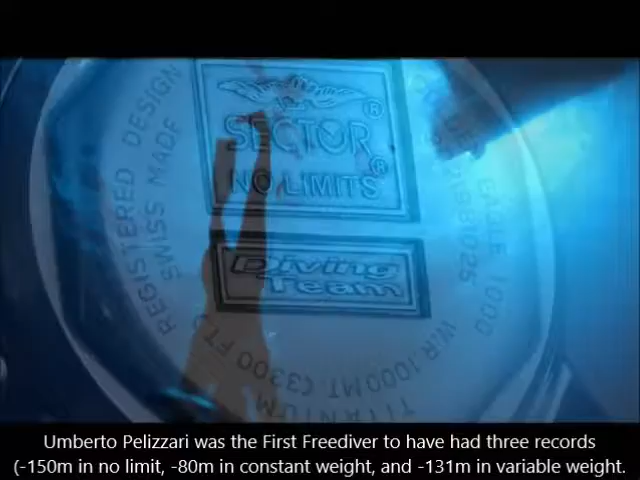 SECTOR®
NO LIMITS®
Diving
Team
REGISTERED DESIGN
SWISS MADE
EAGLE 1000
W.R. 1000 MT. (3300 FT.)
TITANIUM
Umberto Pelizzari was the First Freediver to have had three records
(-150m in no limit, -80m in constant weight, and -131m in variable weight.